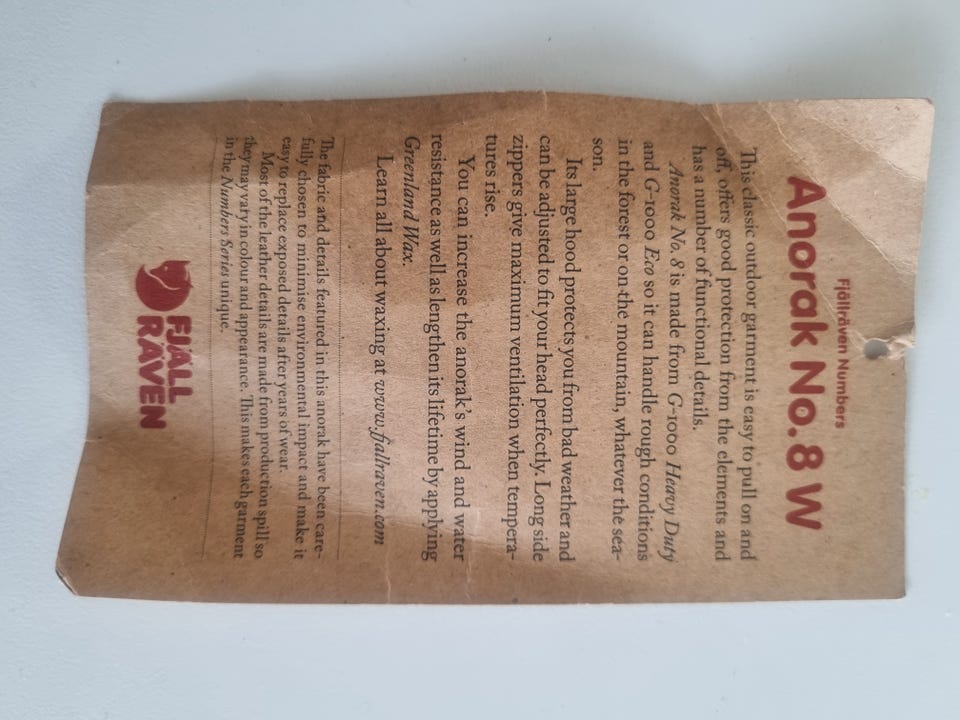 Fjällräven Numbers
Anorak No. 8 W
This classic outdoor garment is easy to pull on and
off, offers good protection from the elements and
has a number of functional details.
Anorak No. 8 is made from G-1000 Heavy Duty
and G-1000 Eco so it can handle rough conditions
in the forest or on the mountain, whatever the sea-
son.
Its large hood protects you from bad weather and
can be adjusted to fit your head perfectly. Long side
zippers give maximum ventilation when tempera-
tures rise.
You can increase the anorak's wind and water
resistance as well as lengthen its lifetime by applying
Greenland Wax.
Learn all about waxing at www.fjallraven.com
The fabric and details featured in this anorak have been care-
fully chosen to minimise environmental impact and make it
easy to replace exposed details after years of wear.
Most of the leather details are made from production spill so
they may vary in colour and appearance. This makes each garment
in the Numbers Series unique.
FJÄLL
RÄVEN